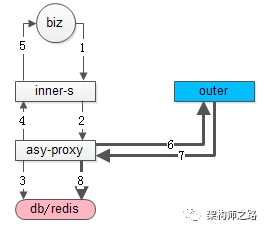 biz
5
1
inner-s
outer
4
2
6
asy-proxy
7
3
8
db/redis
架构师之路